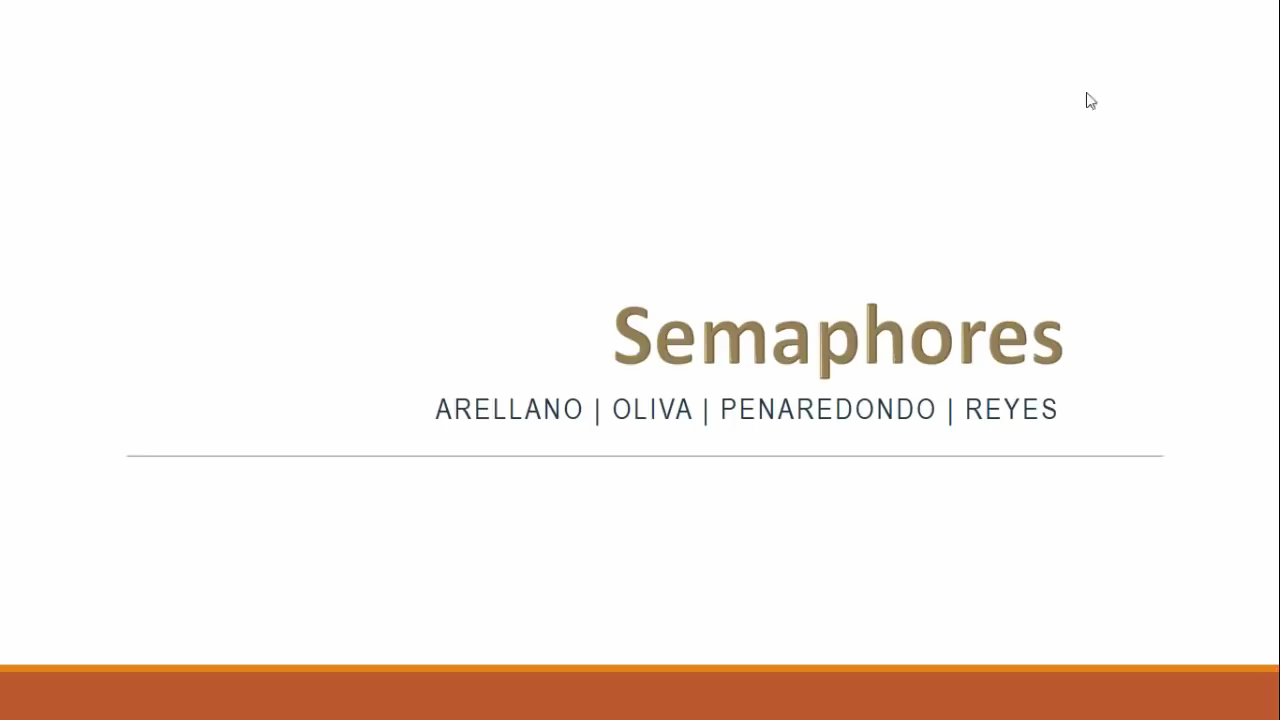 Semaphores
ARELLANO | OLIVA | PENAREDONDO | REYES